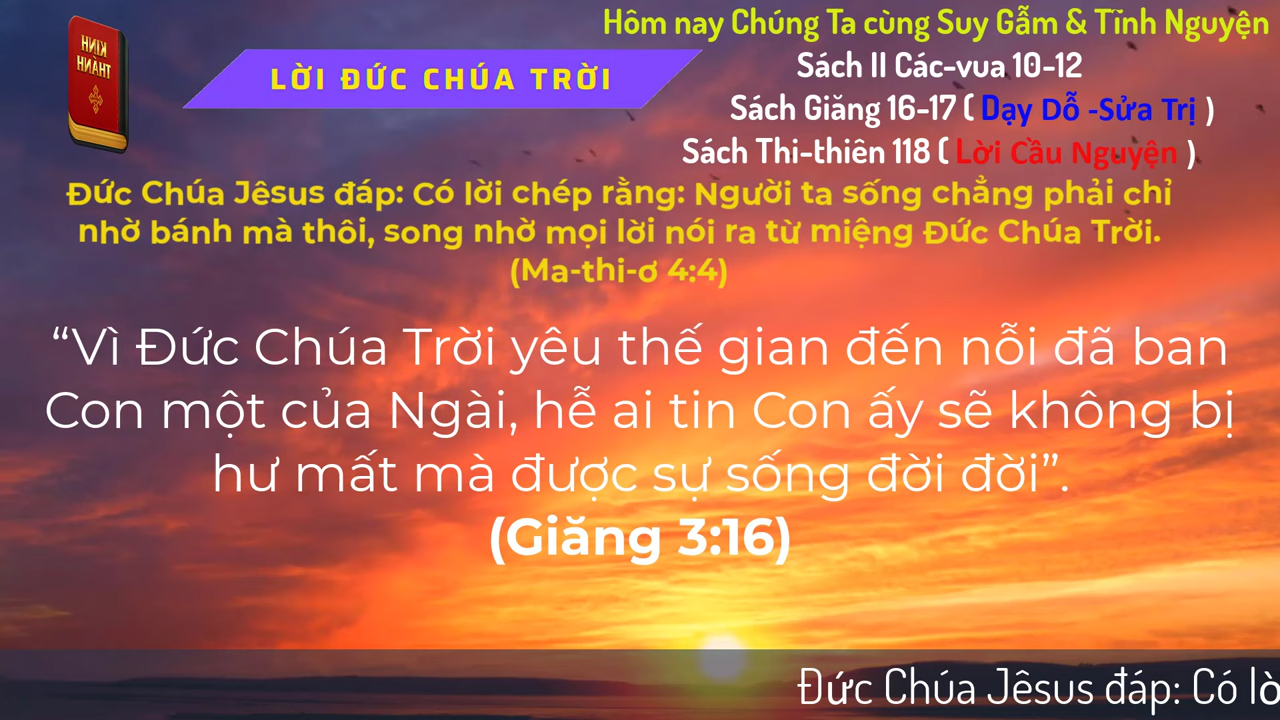 KINH
THÁNH
LỜI ĐỨC CHÚA TRỜI
Hôm nay Chúng Ta cùng Suy Gẫm & Tĩnh Nguyện
Sách II Các-vua 10-12
Sách Giăng 16-17 ( Dạy Dỗ -Sửa Trị )
Sách Thi-thiên 118 ( Lời Cầu Nguyện )
Đức Chúa Jêsus đáp: Có lời chép rằng: Người ta sống chẳng phải chỉ
nhờ bánh mà thôi, song nhờ mọi lời nói ra từ miệng Đức Chúa Trời.
(Ma-thi-ơ 4:4)
“Vì Đức Chúa Trời yêu thế gian đến nỗi đã ban
Con một của Ngài, hễ ai tin Con ấy sẽ không bị
hư mất mà được sự sống đời đời”.
(Giăng 3:16)
Đức Chúa Jêsus đáp: Có lờ